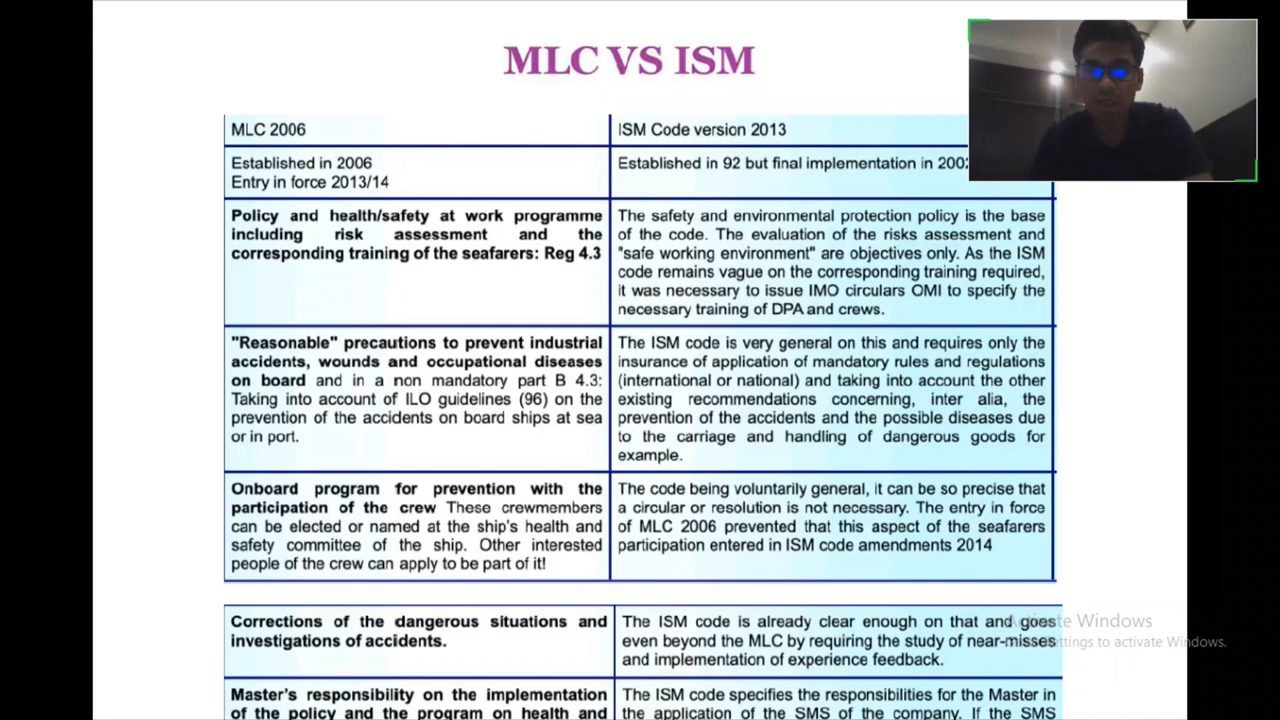 MLC VS ISM
MLC 2006
ISM Code version 2013
Established in 2006
Entry in force 2013/14
Established in 92 but final implementation in 2002
Policy and health/safety at work programme
including risk assessment and the
corresponding training of the seafarers: Reg 4.3
The safety and environmental protection policy is the base
of the code. The evaluation of the risks assessment and
"safe working environment" are objectives only. As the ISM
code remains vague on the corresponding training required,
it was necessary to issue IMO circulars OMI to specify the
necessary training of DPA and crews.
"Reasonable" precautions to prevent industrial
accidents, wounds and occupational diseases
on board and in a non mandatory part B 4.3:
Taking into account of ILO guidelines (96) on the
prevention of the accidents on board ships at sea
or in port.
The ISM code is very general on this and requires only the
insurance of application of mandatory rules and regulations
(international or national) and taking into account the other
existing recommendations concerning, inter alia, the
prevention of the accidents and the possible diseases due
to the carriage and handling of dangerous goods for
example.
Onboard program for prevention with the
participation of the crew These crewmembers
can be elected or named at the ship's health and
safety committee of the ship. Other interested
people of the crew can apply to be part of it!
The code being voluntarily general, it can be so precise that
a circular or resolution is not necessary. The entry in force
of MLC 2006 prevented that this aspect of the seafarers
participation entered in ISM code amendments 2014
Corrections of the dangerous situations and
investigations of accidents.
The ISM code is already clear enough on that and goes
even beyond the MLC by requiring the study of near-misses
and implementation of experience feedback.
Master's responsibility on the implementation
of the policy and the program on health and
The ISM code specifies the responsibilities for the Master in
the application of the SMS of the company. If the SMS
Activate Windows
Settings to activate Windows.